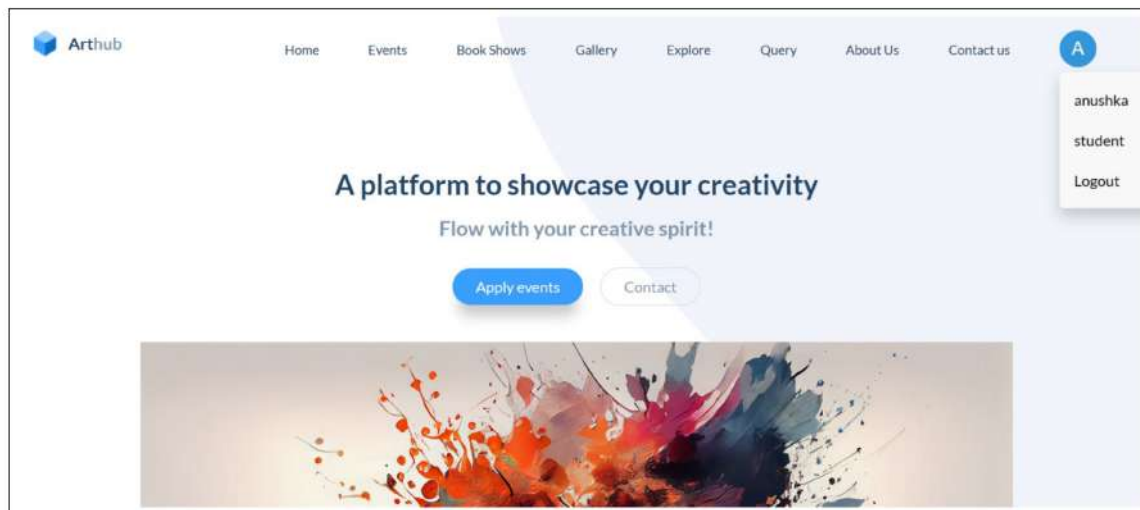 Arthub
Home Events Book Shows Gallery Explore Query About Us Contact us A
anushka
student
Logout
A platform to showcase your creativity
Flow with your creative spirit!
Apply events Contact